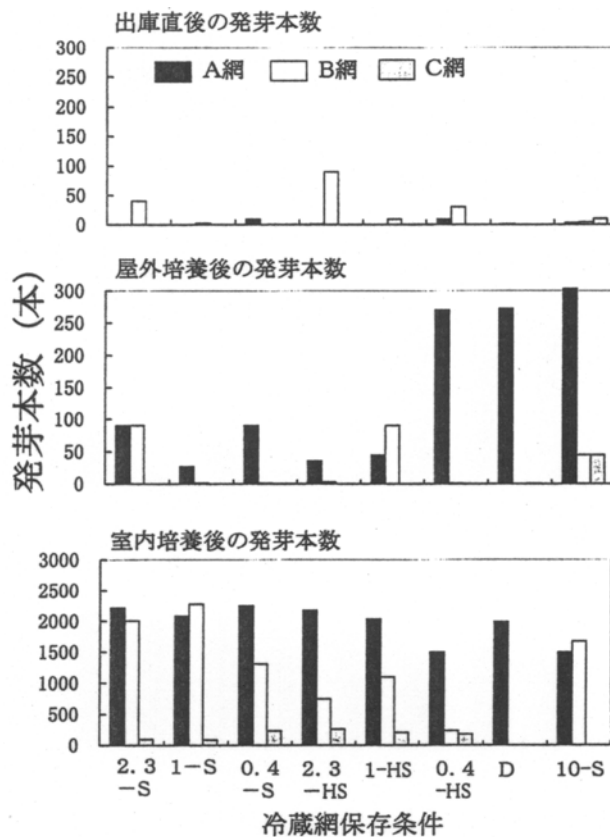 出庫直後の発芽本数
300
250
200
150
100
50
0
A網 B網 C網
屋外培養後の発芽本数
300
250
200
150
100
50
0
室内培養後の発芽本数
3000
2500
2000
1500
1000
500
0
発芽本数 (本)
2.3 -S
1-S
0.4 -S
2.3 -HS
1-HS
0.4 -HS
D
10-S
冷蔵網保存条件